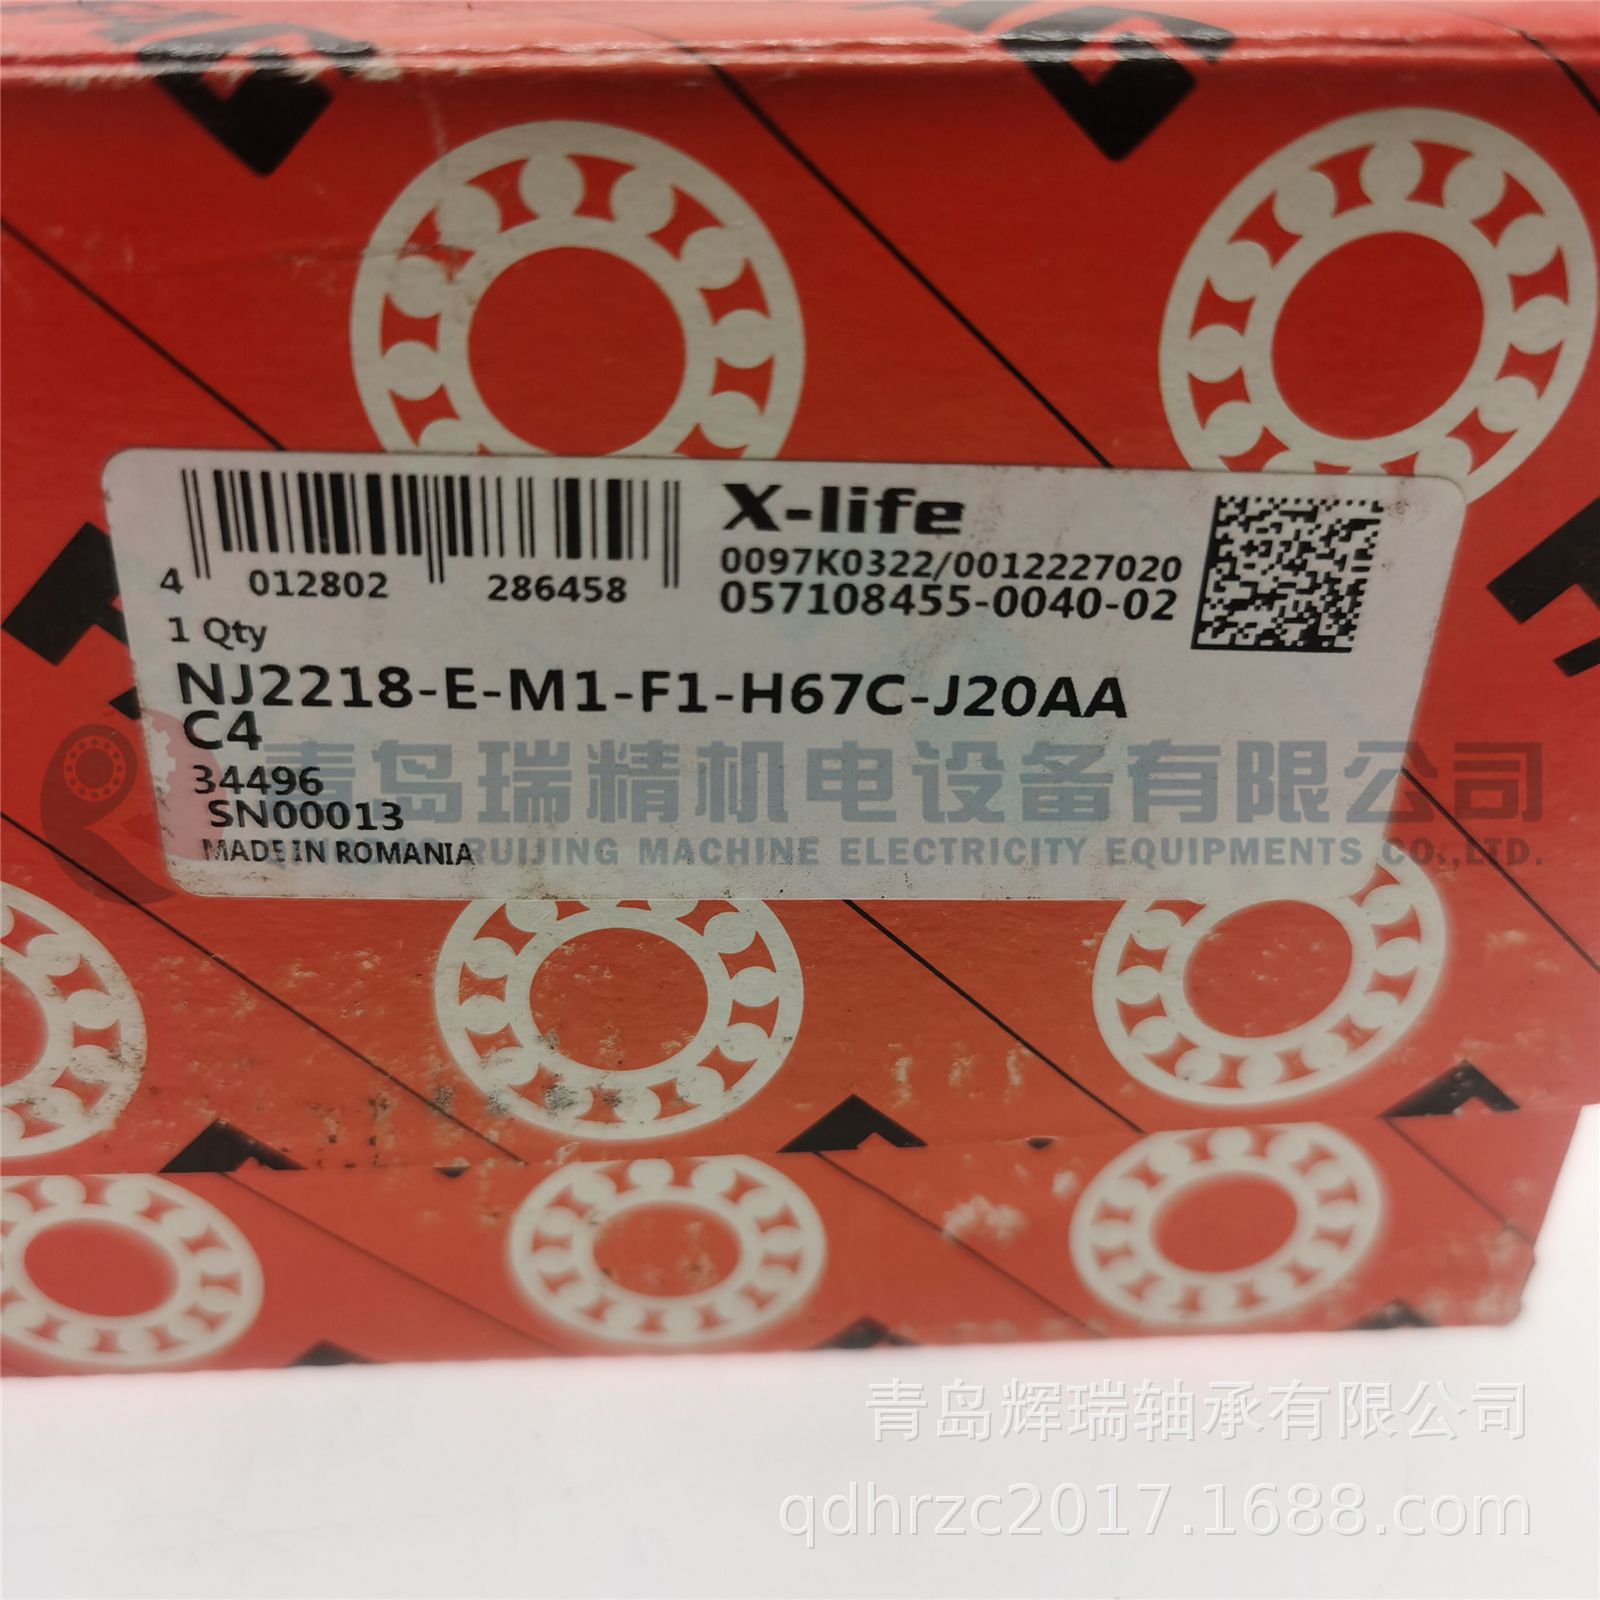 X-life
0097K0322/0012227020
057108455-0040-02
4 012802 286458
1 Qty
NJ2218-E-M1-F1-H67C-J20AA
C4
34496
SN00013
MADE IN ROMANIA
青岛瑞精机电设备有限公司
RUIJING MACHINE ELECTRICITY EQUIPMENTS CO.,LTD.
青岛辉瑞轴承有限公司
qdhrzc2017.1688.com